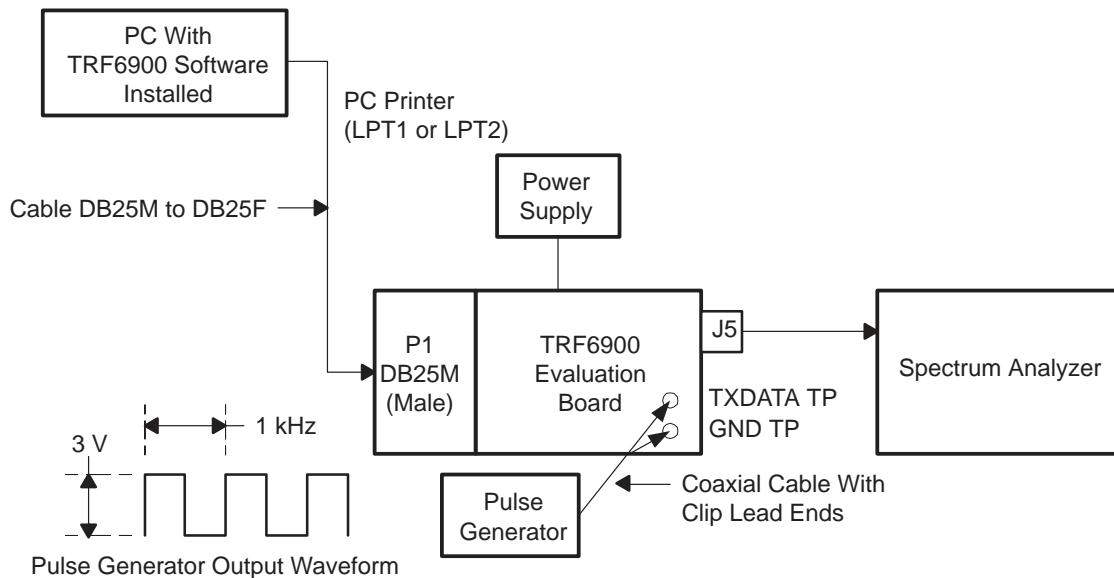 PC With
TRF6900 Software
Installed
PC Printer
(LPT1 or LPT2)
Cable DB25M to DB25F
Power
Supply
P1
DB25M
(Male)
TRF6900
Evaluation
Board
J5
Spectrum Analyzer
TXDATA TP
GND TP
1 kHz
3 V
Pulse
Generator
Coaxial Cable With
Clip Lead Ends
Pulse Generator Output Waveform